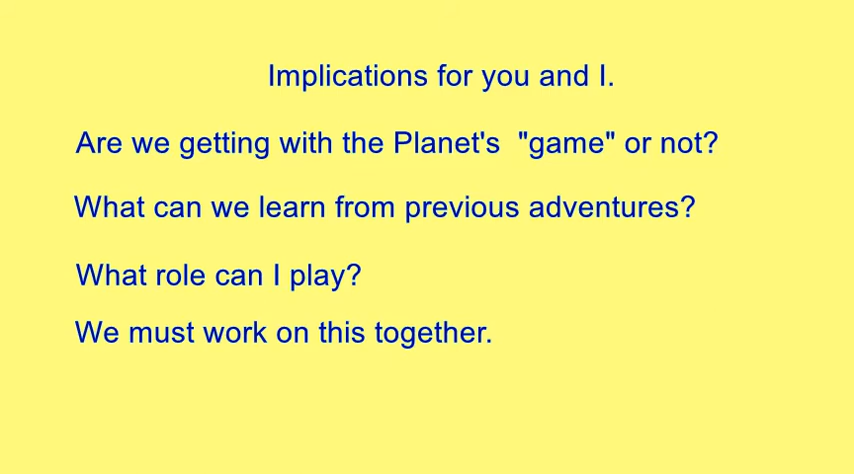 Implications for you and I.
Are we getting with the Planet's  "game" or not?
What can we learn from previous adventures?
What role can I play?
We must work on this together.